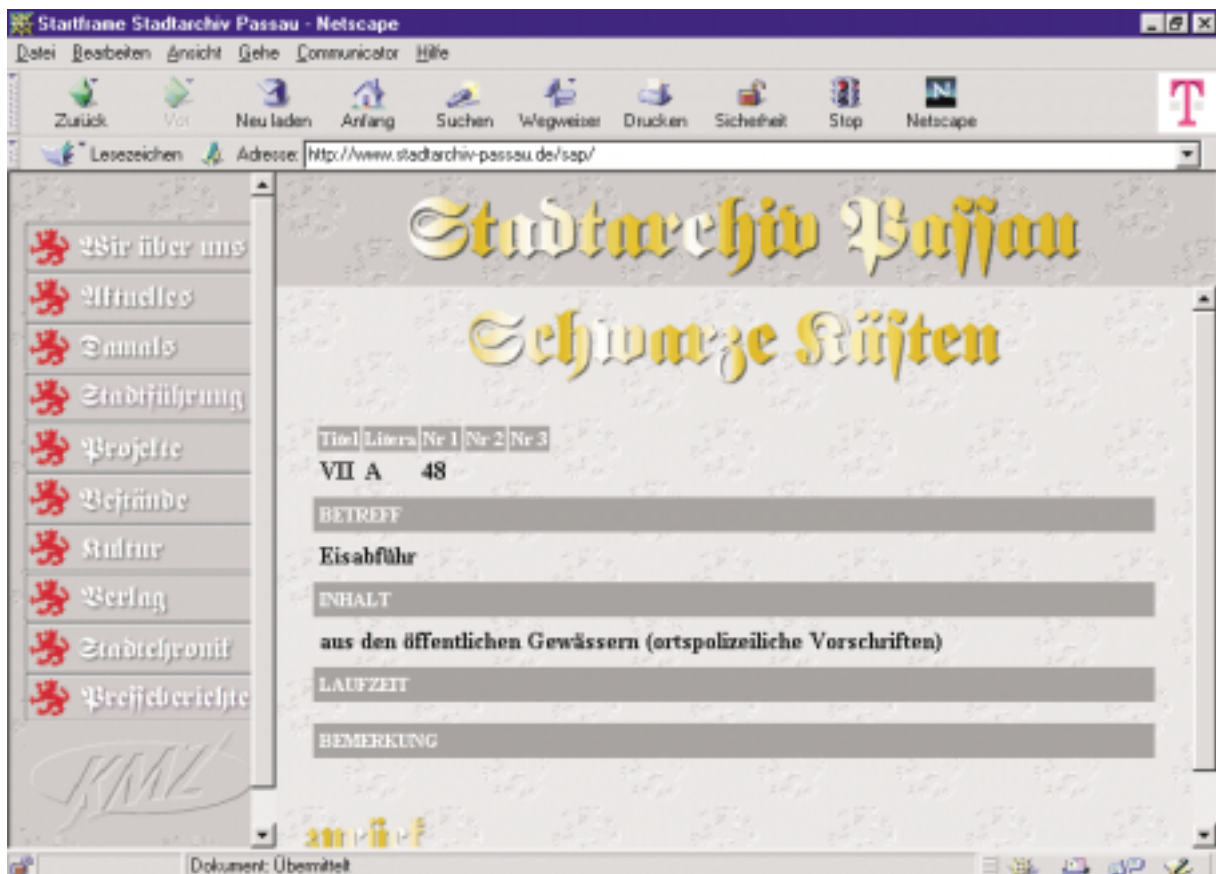 Startframe Stadtarchiv Passau - Netscape
Datei Bearbeiten Ansicht Gehe Communicator Hilfe
Zurück Vor Neu laden Anfang Suchen Wegweiser Drucken Sicherheit Stop Netscape
Lesezeichen Adresse: http://www.stadtarchiv-passau.de/sap/
Stadtarchiv Passau
Schwarze Kästen
Wir über uns
Aktuelles
Damals
Stadtführung
Projekte
Bestände
Kultur
Verlag
Stadtchronik
Presseberichte
KMZ
Titel Litera Nr 1 Nr 2 Nr 3
VII A 48
BETREFF
Eisabführ
INHALT
aus den öffentlichen Gewässern (ortspolizeiliche Vorschriften)
LAUFZEIT
BEMERKUNG
zurück
Dokument: Übermittelt